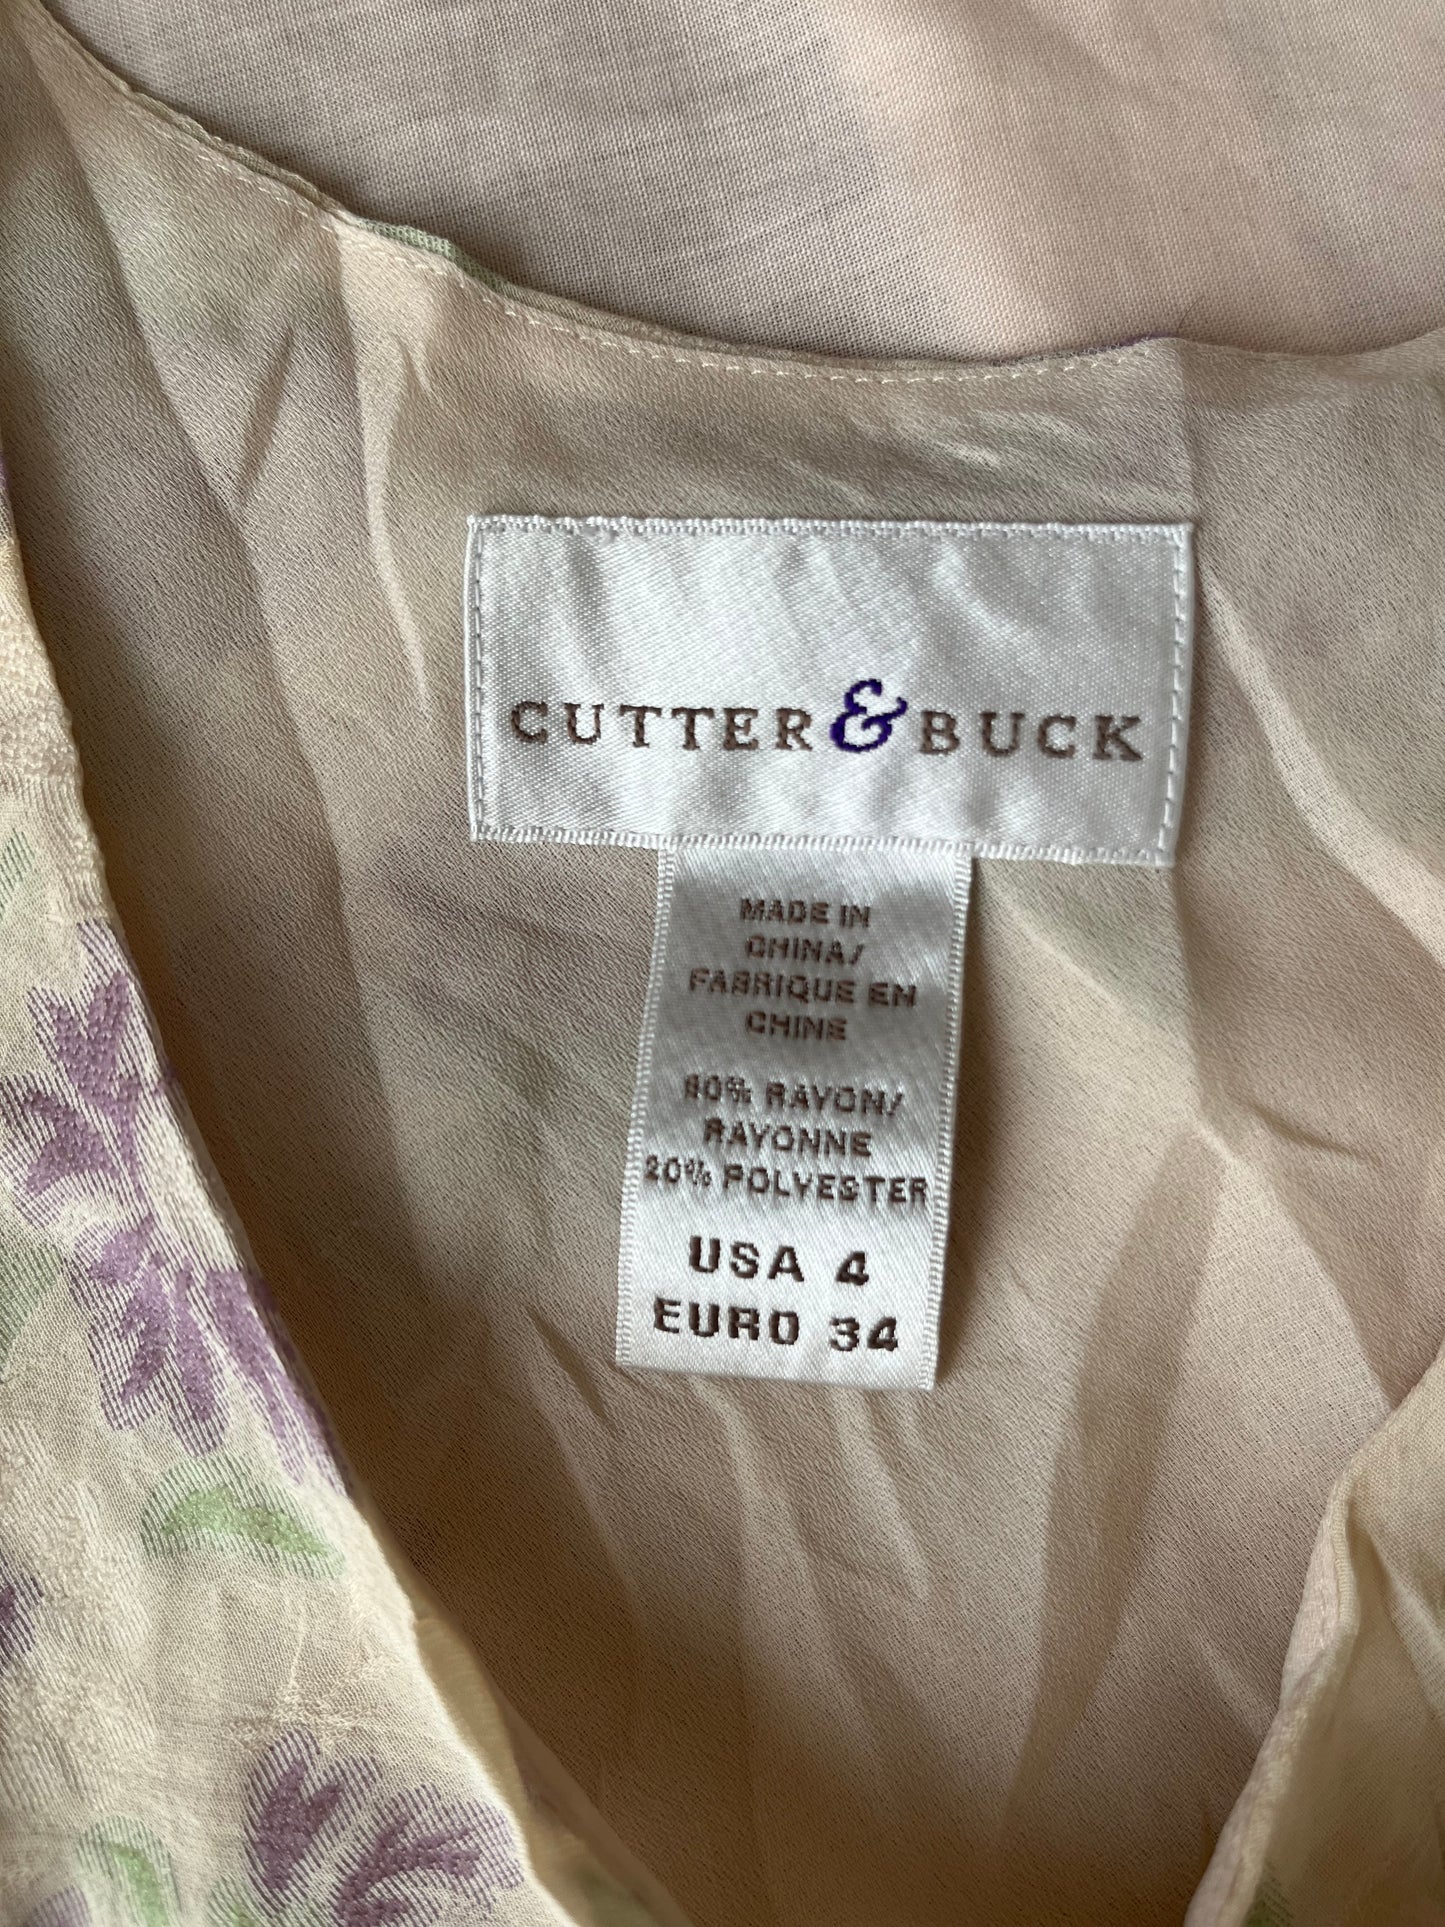 CUTTER & BUCK
MADE IN
CHINA/
FABRIQUE EN
CHINE
80% RAYON/
RAYONNE
20% POLYESTER
USA 4
EURO 34